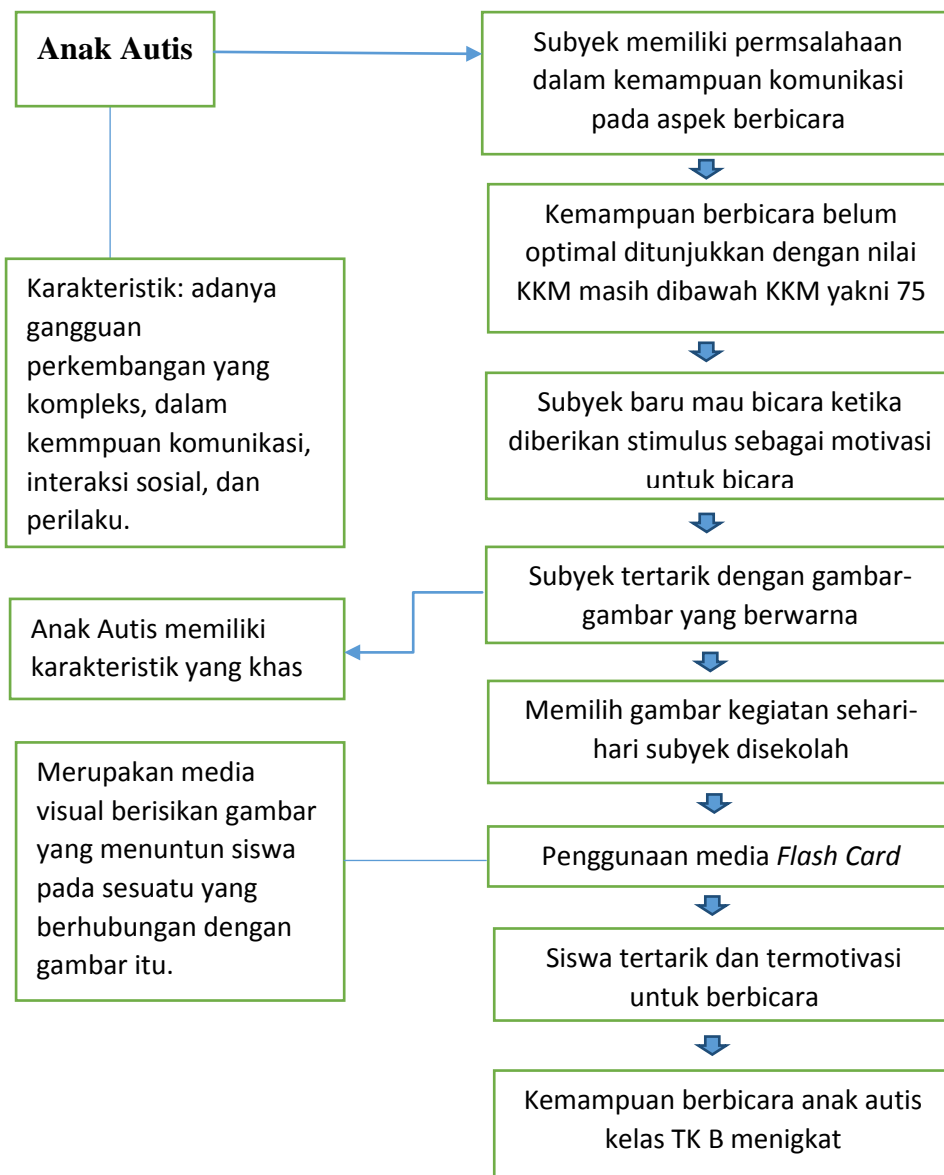 Anak Autis
Subyek memiliki permsalahaan
dalam kemampuan komunikasi
pada aspek berbicara
Kemampuan berbicara belum
optimal ditunjukkan dengan nilai
KKM masih dibawah KKM yakni 75
Karakteristik: adanya
gangguan
perkembangan yang
kompleks, dalam
kemmpuan komunikasi,
interaksi sosial, dan
perilaku.
Subyek baru mau bicara ketika
diberikan stimulus sebagai motivasi
untuk bicara
Subyek tertarik dengan gambar-
gambar yang berwarna
Anak Autis memiliki
karakteristik yang khas
Memilih gambar kegiatan sehari-
hari subyek disekolah
Merupakan media
visual berisikan gambar
yang menuntun siswa
pada sesuatu yang
berhubungan dengan
gambar itu.
Penggunaan media Flash Card
Siswa tertarik dan termotivasi
untuk berbicara
Kemampuan berbicara anak autis
kelas TK B menigkat